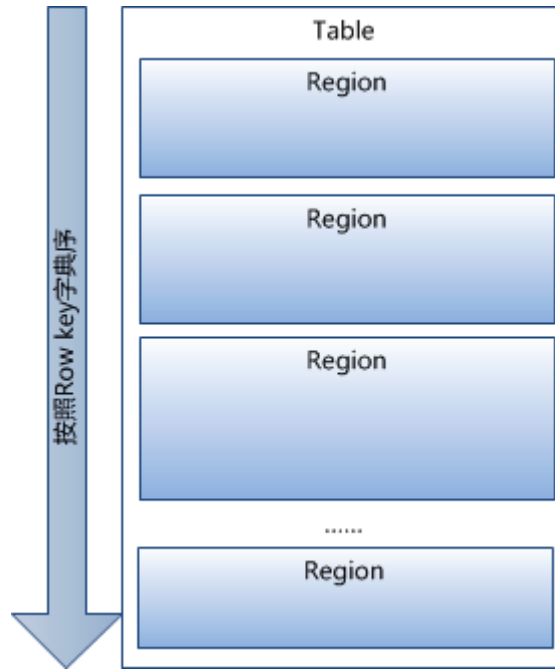 Table
Region
Region
Region
......
Region
按照Row key字典序